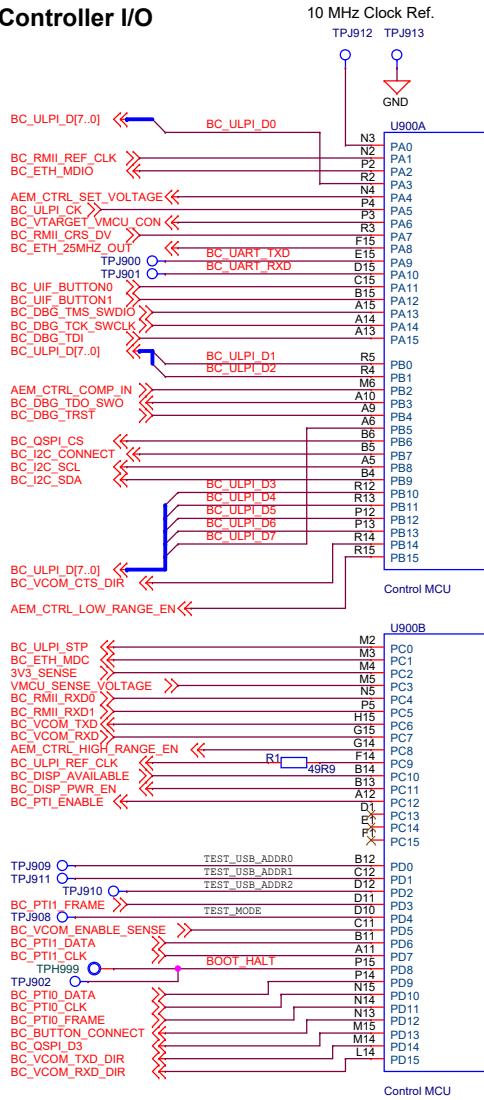 Controller I/O
10 MHz Clock Ref.
TPJ912 TPJ913
GND
U900A
BC_ULPI_D[7..0] BC_ULPI_D0 N3 PA0
BC_RMII_REF_CLK N2 PA1
BC_ETH_MDIO P2 PA2
R2 PA3
AEM_CTRL_SET_VOLTAGE N4 PA4
BC_ULPI_CK P4 PA5
BC_VTARGET_VMCU_CON P3 PA6
BC_RMII_CRS_DV R3 PA7
BC_ETH_25MHZ_OUT F15 PA8
TPJ900 BC_UART_TXD E15 PA9
TPJ901 BC_UART_RXD D15 PA10
BC_UIF_BUTTON0 C15 PA11
BC_UIF_BUTTON1 B15 PA12
BC_DBG_TMS_SWDIO A15 PA13
BC_DBG_TCK_SWCLK A14 PA14
BC_DBG_TDI A13 PA15
BC_ULPI_D[7..0]
BC_ULPI_D1 R5 PB0
BC_ULPI_D2 R4 PB1
AEM_CTRL_COMP_IN M6 PB2
BC_DBG_TDO_SWO A10 PB3
BC_DBG_TRST A9 PB4
A6 PB5
BC_QSPI_CS B6 PB6
BC_I2C_CONNECT B5 PB7
BC_I2C_SCL A5 PB8
BC_I2C_SDA B4 PB9
BC_ULPI_D3 R12 PB10
BC_ULPI_D4 R13 PB11
BC_ULPI_D5 P12 PB12
BC_ULPI_D6 P13 PB13
BC_ULPI_D7 R14 PB14
R15 PB15
BC_ULPI_D[7..0]
BC_VCOM_CTS_DIR
Control MCU
AEM_CTRL_LOW_RANGE_EN
U900B
BC_ULPI_STP M2 PC0
BC_ETH_MDC M3 PC1
3V3_SENSE M4 PC2
VMCU_SENSE_VOLTAGE M5 PC3
BC_RMII_RXD0 N5 PC4
BC_RMII_RXD1 P5 PC5
BC_VCOM_TXD H15 PC6
BC_VCOM_RXD G15 PC7
AEM_CTRL_HIGH_RANGE_EN G14 PC8
BC_ULPI_REF_CLK R1 49R9 F14 PC9
BC_DISP_AVAILABLE B14 PC10
BC_DISP_PWR_EN B13 PC11
BC_PTI_ENABLE A12 PC12
D1 PC13
E1 PC14
F1 PC15
TPJ909 TEST_USB_ADDR0 B12 PD0
TPJ911 TEST_USB_ADDR1 C12 PD1
TPJ910 TEST_USB_ADDR2 D12 PD2
BC_PTI1_FRAME D11 PD3
TPJ908 TEST_MODE D10 PD4
BC_VCOM_ENABLE_SENSE C11 PD5
BC_PTI1_DATA B11 PD6
BC_PTI1_CLK A11 PD7
TPH999 BOOT_HALT P15 PD8
TPJ902 P14 PD9
BC_PTI0_DATA N15 PD10
BC_PTI0_CLK N14 PD11
BC_PTI0_FRAME N13 PD12
BC_BUTTON_CONNECT M15 PD13
BC_QSPI_D3 M14 PD14
BC_VCOM_TXD_DIR L14 PD15
BC_VCOM_RXD_DIR
Control MCU